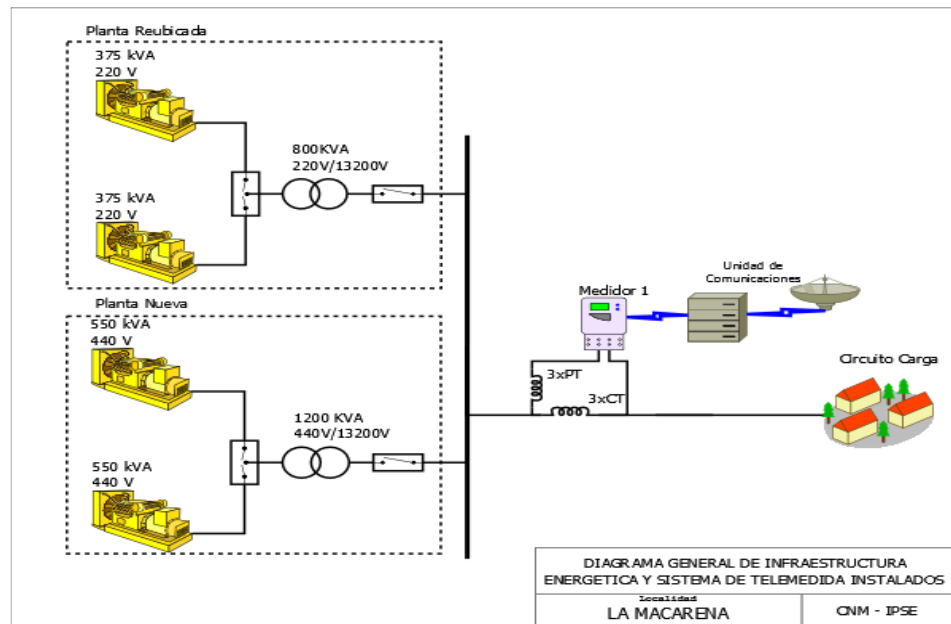 Planta Reubicada
375 kVA
220 V
800KVA
220V/13200V
375 kVA
220 V
Planta Nueva
550 kVA
440 V
1200 KVA
440V/13200V
550 kVA
440 V
Unidad de
Comunicaciones
Medidor 1
3xPT
3xCT
Circuito Carga
DIAGRAMA GENERAL DE INFRAESTRUCTURA
ENERGETICA Y SISTEMA DE TELEMEDIDA INSTALADOS
Localidad
LA MACARENA
CNM - IPSE